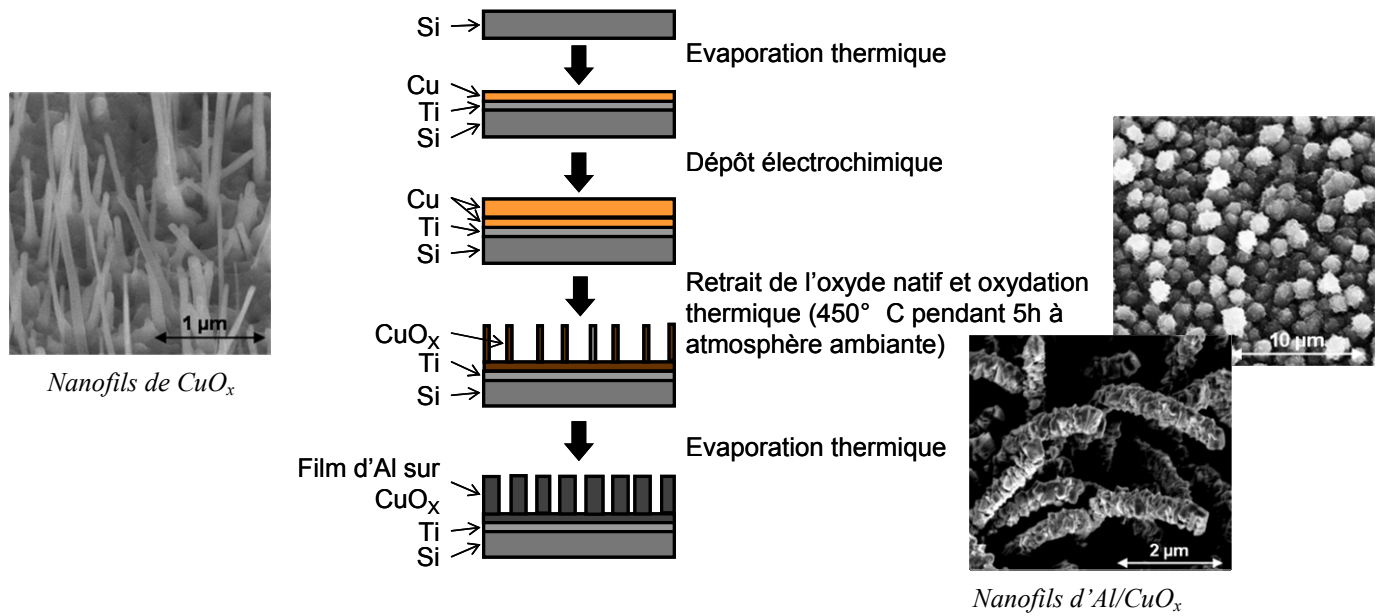 Si
Evaporation thermique
Cu
Ti
Si
Dépôt électrochimique
Cu
Ti
Si
Retrait de l'oxyde natif et oxydation
thermique (450° C pendant 5h à
atmosphère ambiante)
CuOX
Ti
Si
Evaporation thermique
Film d'Al sur
CuOX
Ti
Si
1 µm
Nanofils de CuOx
10 µm
2 µm
Nanofils d'Al/CuOx